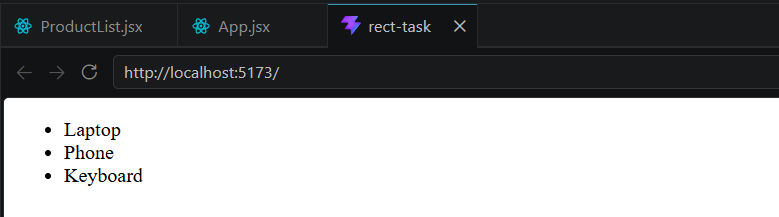 ProductList.jsx App.jsx rect-task
http://localhost:5173/
• Laptop
• Phone
• Keyboard